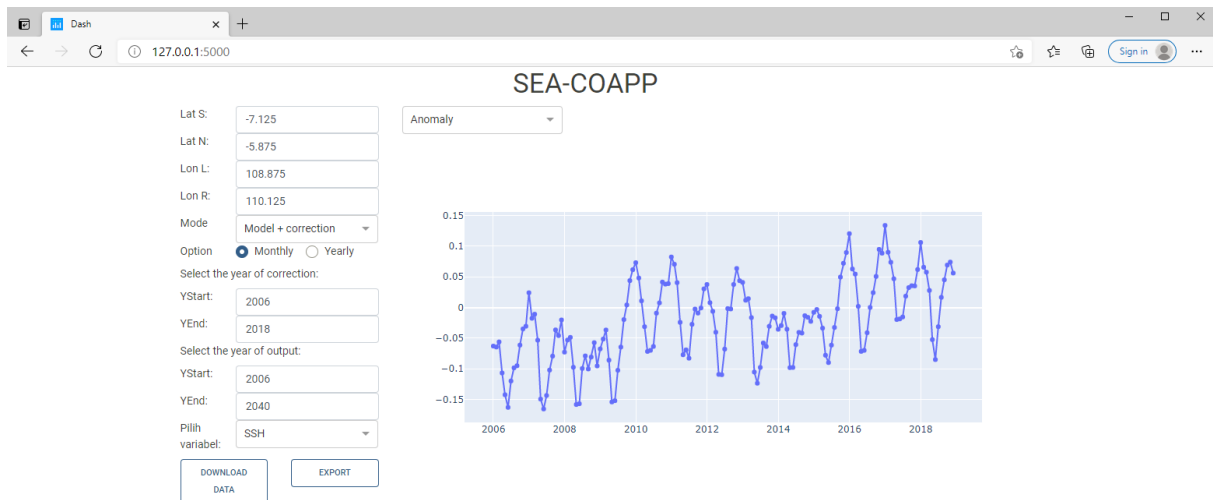 Dash
127.0.0.1:5000
Sign in
SEA-COAPP
Lat S:
-7.125
Anomaly
Lat N:
-5.875
Lon L:
108.875
Lon R:
110.125
Mode
Model + correction
Option
Monthly
Yearly
Select the year of correction:
YStart:
2006
YEnd:
2018
Select the year of output:
YStart:
2006
YEnd:
2040
Pilih
variabel:
SSH
DOWNLOAD
DATA
EXPORT
0.15
0.1
0.05
0
−0.05
−0.1
−0.15
2006 2008 2010 2012 2014 2016 2018